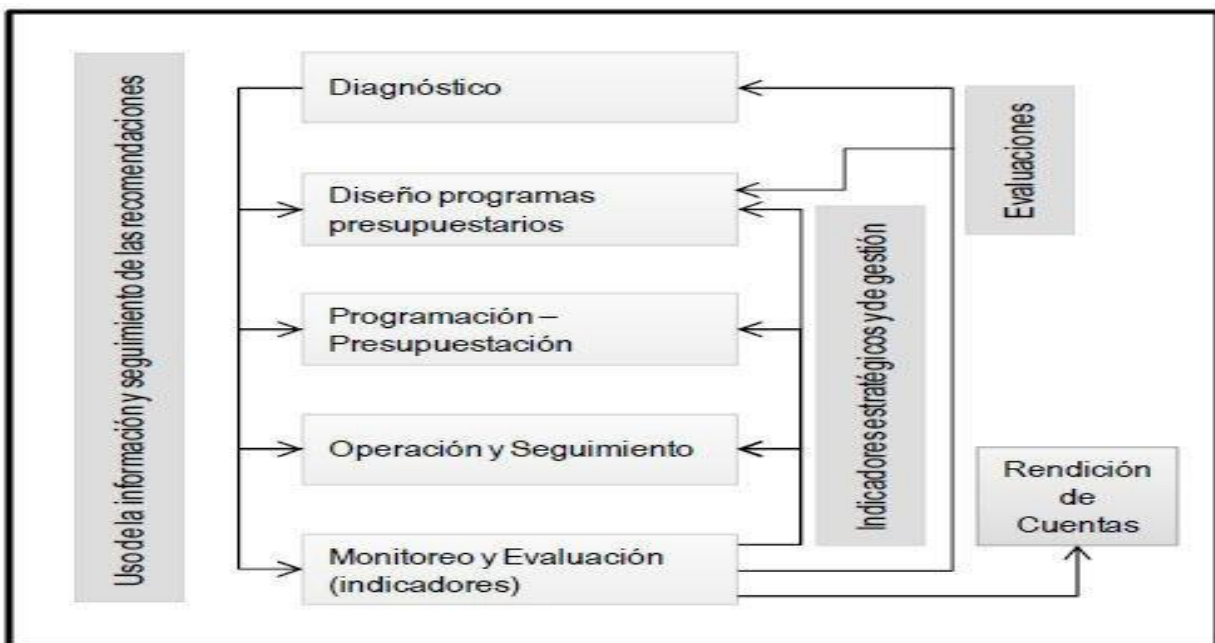 Uso de la información y seguimiento de las recomendaciones
Diagnóstico
Diseño programas
presupuestarios
Programación –
Presupuestación
Operación y Seguimiento
Monitoreo y Evaluación
(indicadores)
Indicadores estratégicos y de gestión
Evaluaciones
Rendición
de
Cuentas